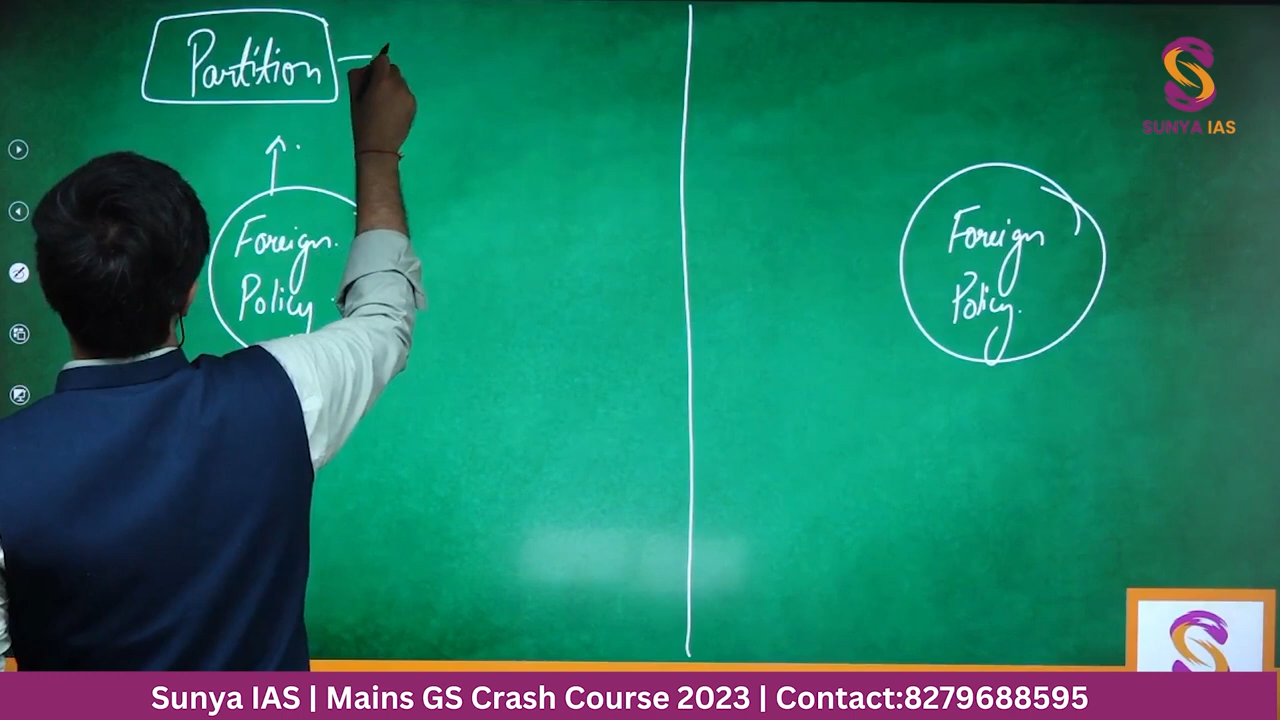 Partition
Foreign
Policy
Foreign
Policy.
SUNYA IAS
Sunya IAS | Mains GS Crash Course 2023 | Contact:8279688595